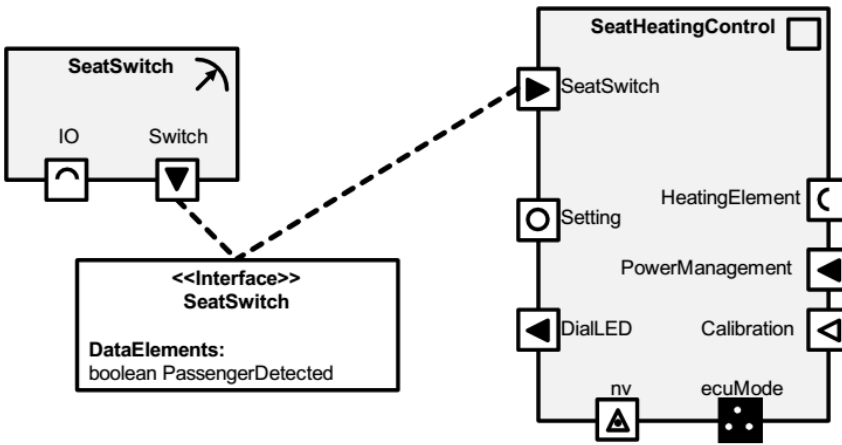 SeatSwitch
IO
Switch
<<Interface>>
SeatSwitch
DataElements:
boolean PassengerDetected
SeatHeatingControl
SeatSwitch
Setting
DialLED
HeatingElement
PowerManagement
Calibration
nv
ecuMode